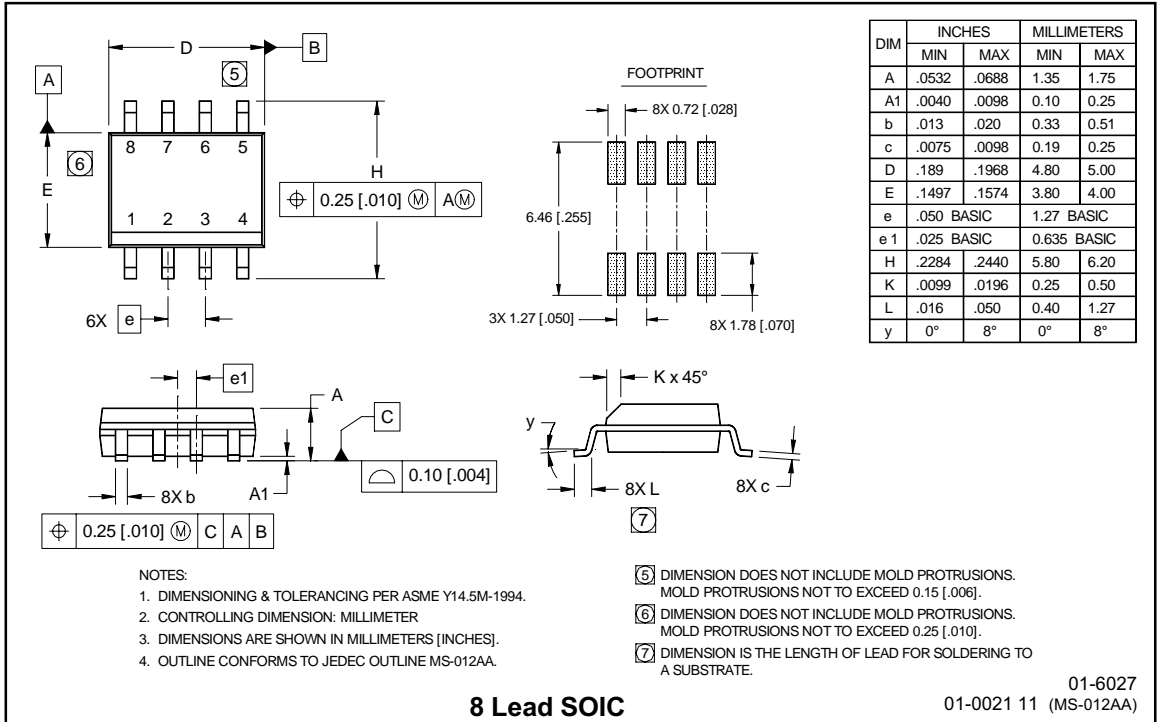 D
B
5
A
8 7 6 5
6
E
H
⌖ 0.25 [.010] Ⓜ AⓂ
1 2 3 4
6X e
FOOTPRINT
8X 0.72 [.028]
6.46 [.255]
3X 1.27 [.050]
8X 1.78 [.070]
DIM INCHES MILLIMETERS
MIN MAX MIN MAX
A .0532 .0688 1.35 1.75
A1 .0040 .0098 0.10 0.25
b .013 .020 0.33 0.51
c .0075 .0098 0.19 0.25
D .189 .1968 4.80 5.00
E .1497 .1574 3.80 4.00
e .050 BASIC 1.27 BASIC
e 1 .025 BASIC 0.635 BASIC
H .2284 .2440 5.80 6.20
K .0099 .0196 0.25 0.50
L .016 .050 0.40 1.27
y 0° 8° 0° 8°
e1
A
C
⌓ 0.10 [.004]
8X b
A1
⌖ 0.25 [.010] Ⓜ C A B
K x 45°
y
8X L
8X c
7
NOTES:
1. DIMENSIONING & TOLERANCING PER ASME Y14.5M-1994.
2. CONTROLLING DIMENSION: MILLIMETER
3. DIMENSIONS ARE SHOWN IN MILLIMETERS [INCHES].
4. OUTLINE CONFORMS TO JEDEC OUTLINE MS-012AA.
5 DIMENSION DOES NOT INCLUDE MOLD PROTRUSIONS.
MOLD PROTRUSIONS NOT TO EXCEED 0.15 [.006].
6 DIMENSION DOES NOT INCLUDE MOLD PROTRUSIONS.
MOLD PROTRUSIONS NOT TO EXCEED 0.25 [.010].
7 DIMENSION IS THE LENGTH OF LEAD FOR SOLDERING TO
A SUBSTRATE.
8 Lead SOIC
01-6027
01-0021 11 (MS-012AA)